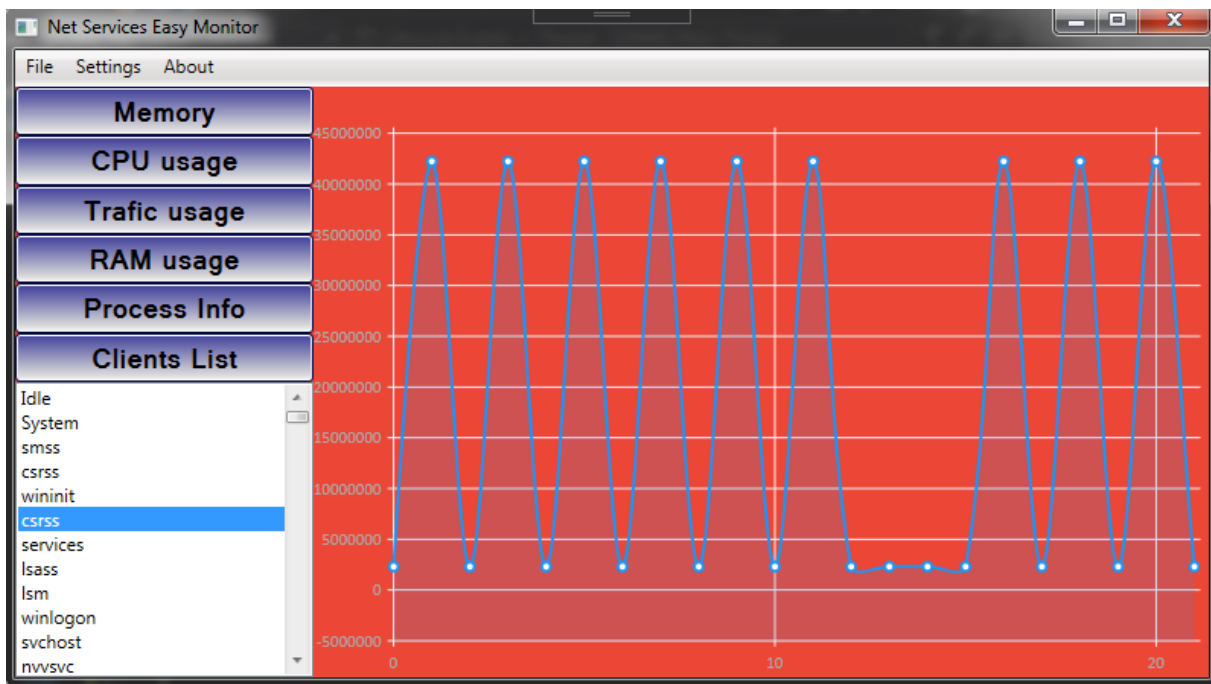 Net Services Easy Monitor
File Settings About
Memory
CPU usage
Trafic usage
RAM usage
Process Info
Clients List
Idle
System
smss
csrss
wininit
csrss
services
lsass
lsm
winlogon
svchost
nvvsvc
45000000
40000000
35000000
30000000
25000000
20000000
15000000
10000000
5000000
0
-5000000
0 10 20